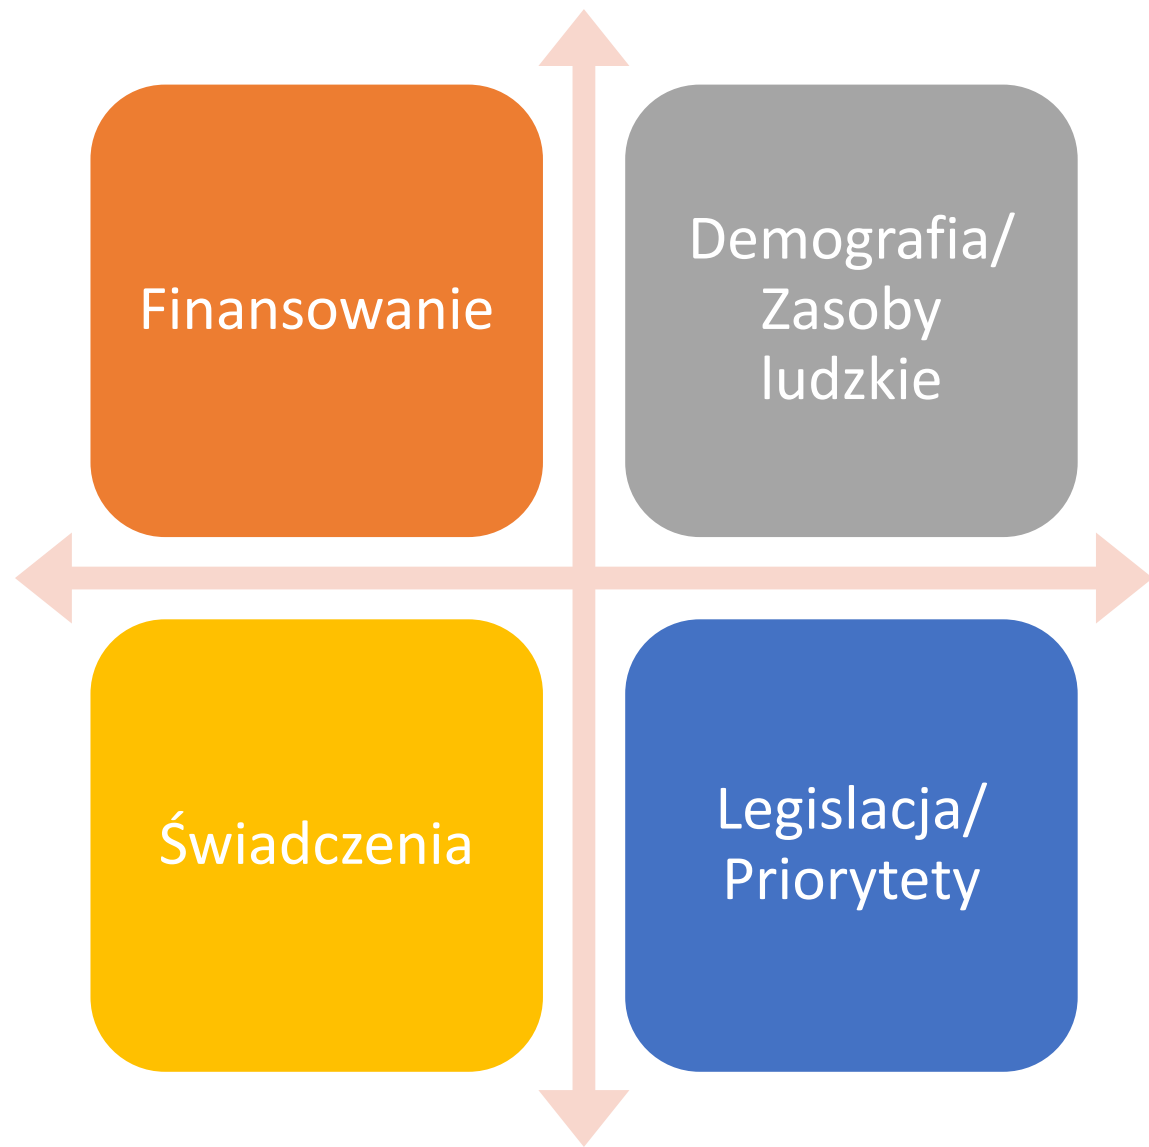 Finansowanie
Demografia/
Zasoby
ludzkie
Świadczenia
Legislacja/
Priorytety